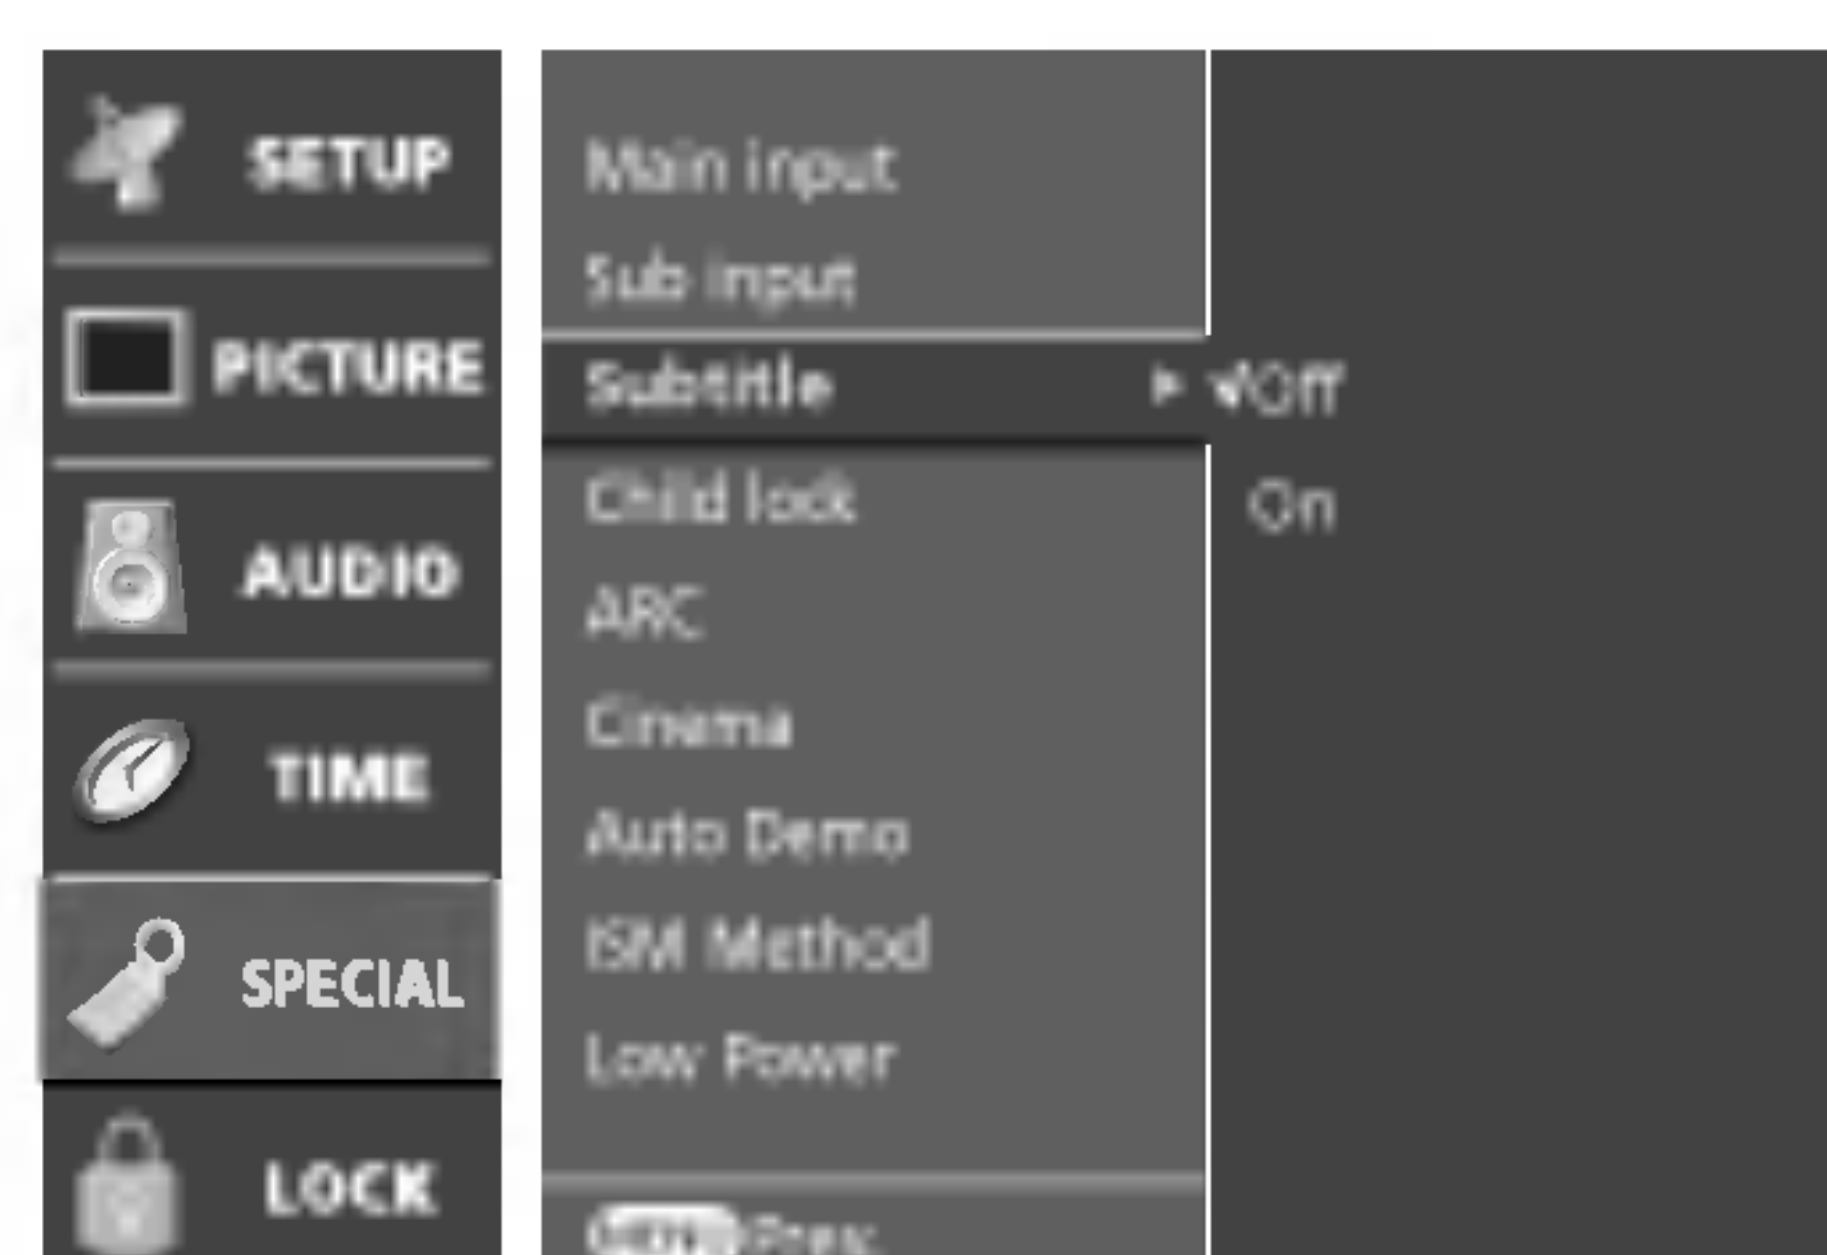 SETUP
PICTURE
AUDIO
TIME
SPECIAL
LOCK
Main input
Sub input
Subtitle
Child lock
ARC
Cinema
Auto Demo
ISM Method
Low Power
Prev.
Off
On